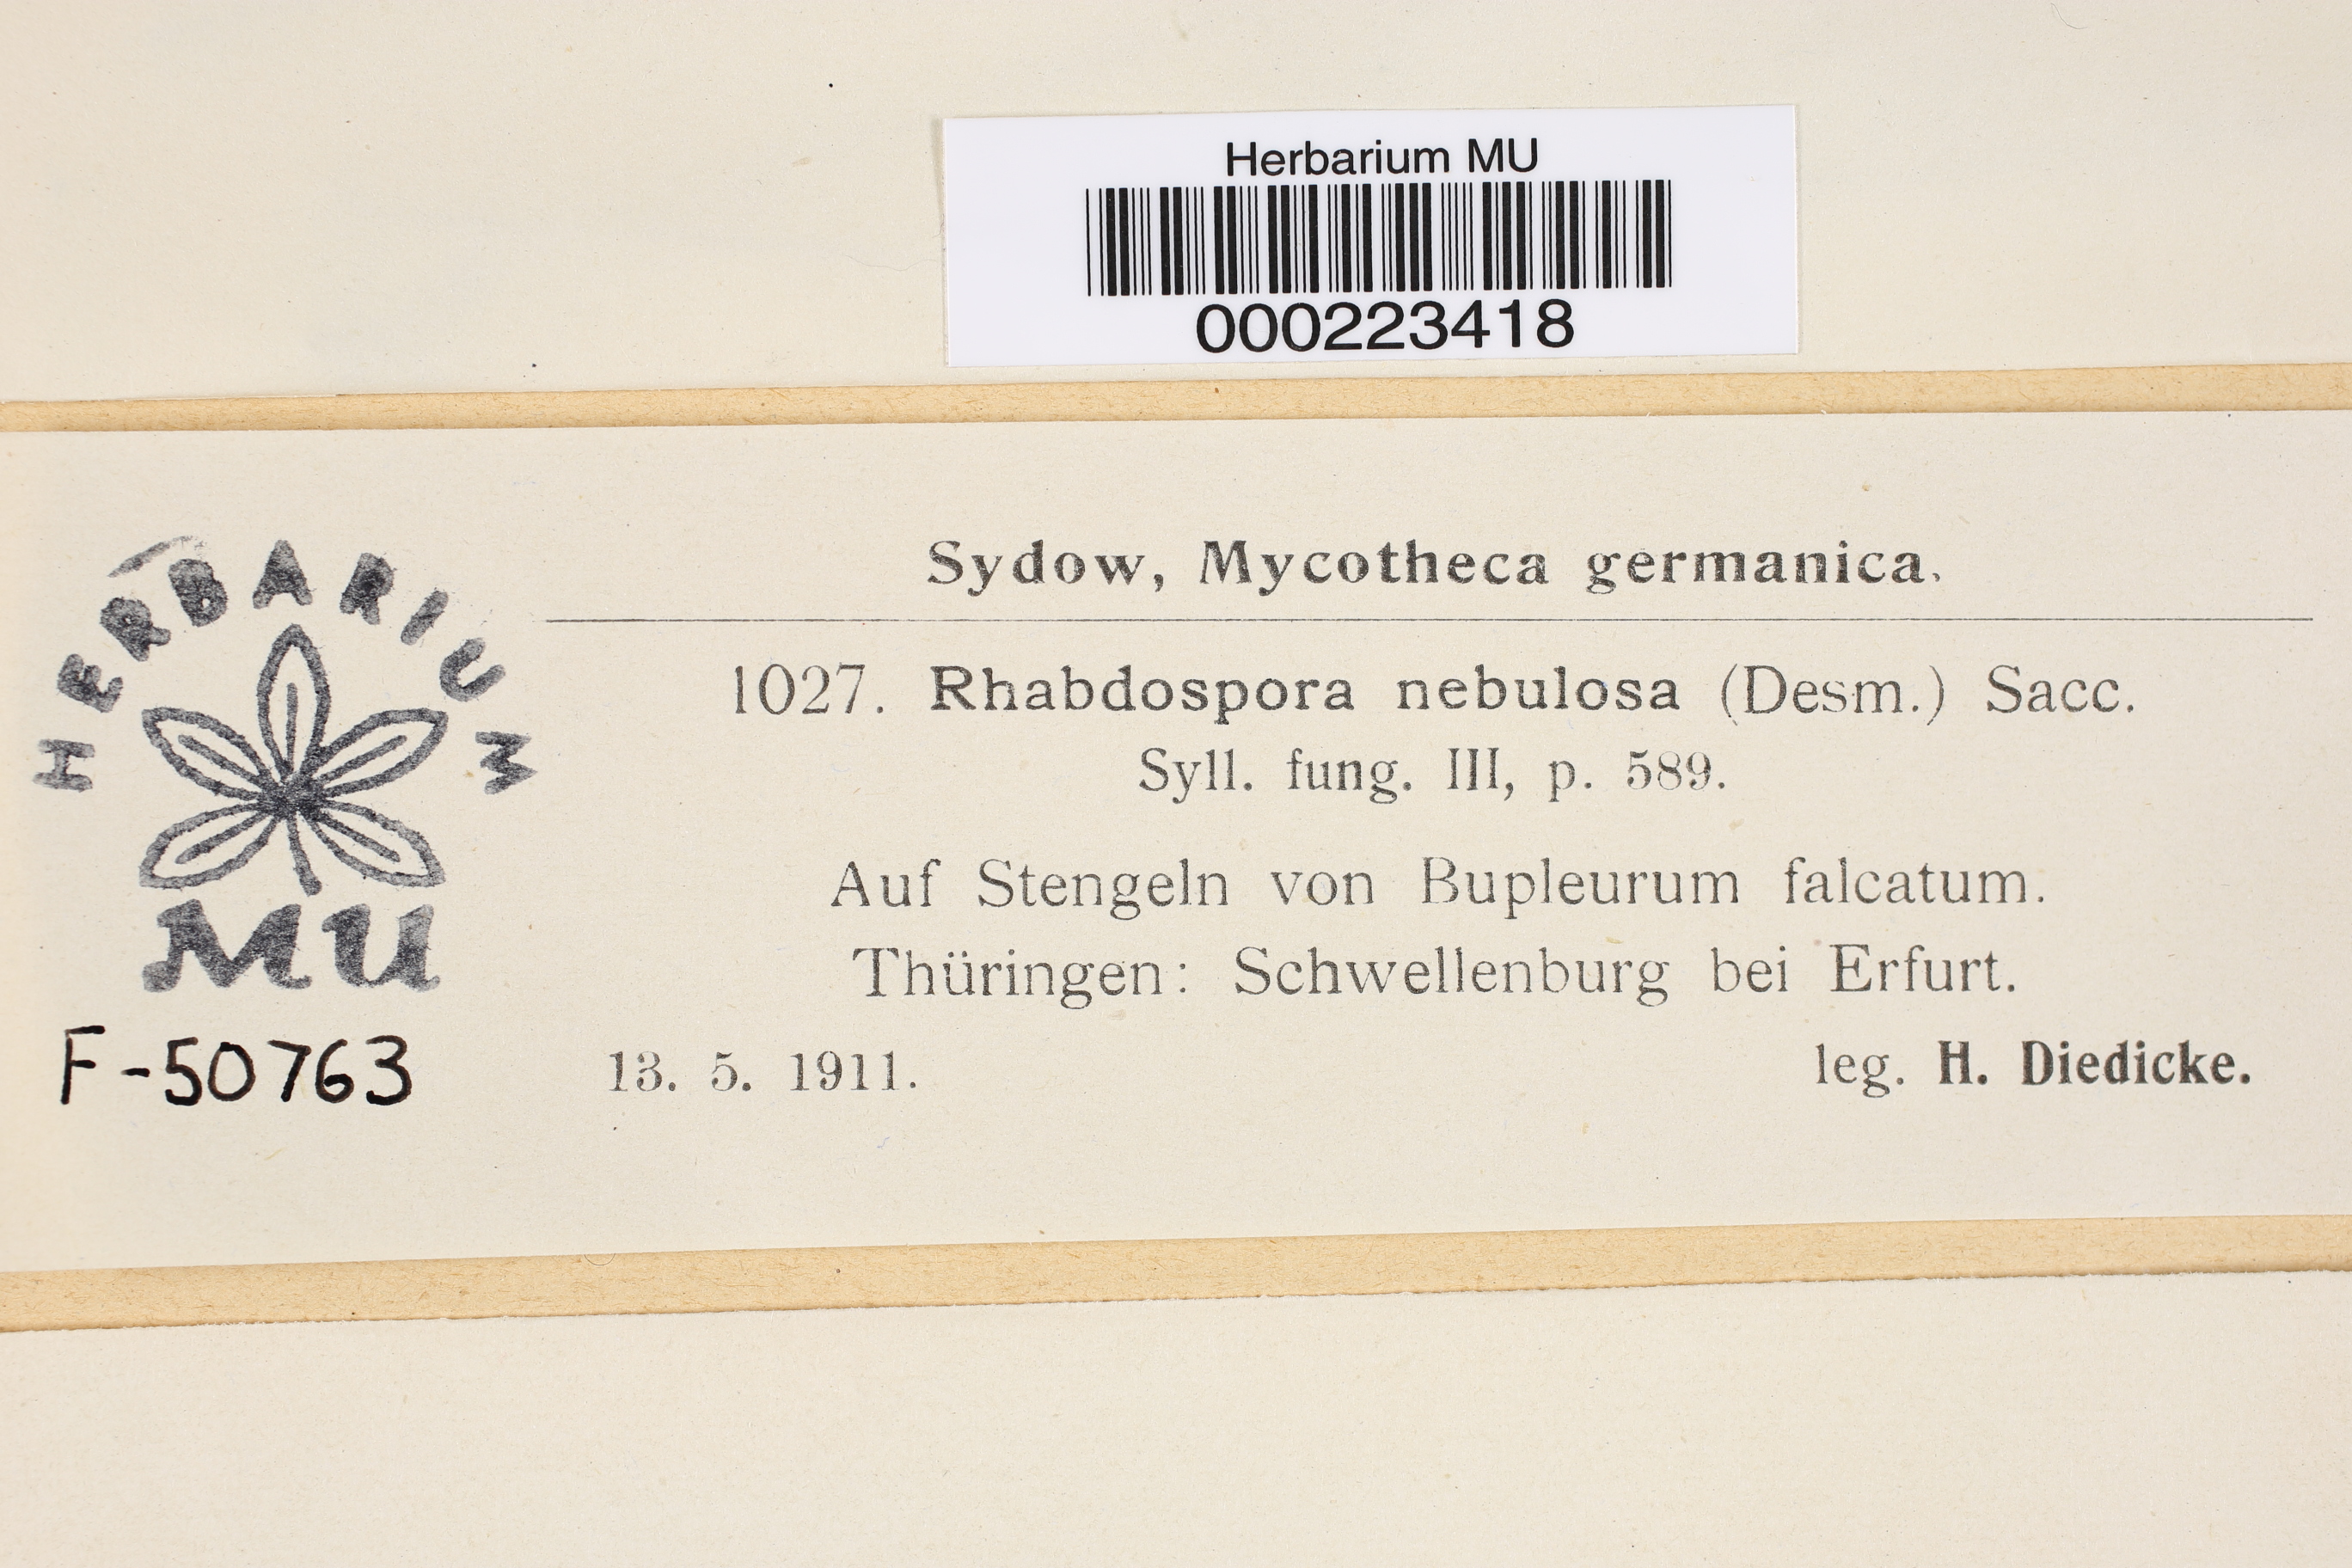 Herbarium MU
000223418
HERBARIUM
MU
F-50763
Sydow, Mycotheca germanica.
1027. Rhabdospora nebulosa (Desm.) Sacc.
Syll. fung. III, p. 589.
Auf Stengeln von Bupleurum falcatum.
Thüringen: Schwellenburg bei Erfurt.
13. 5. 1911. leg. H. Diedicke.